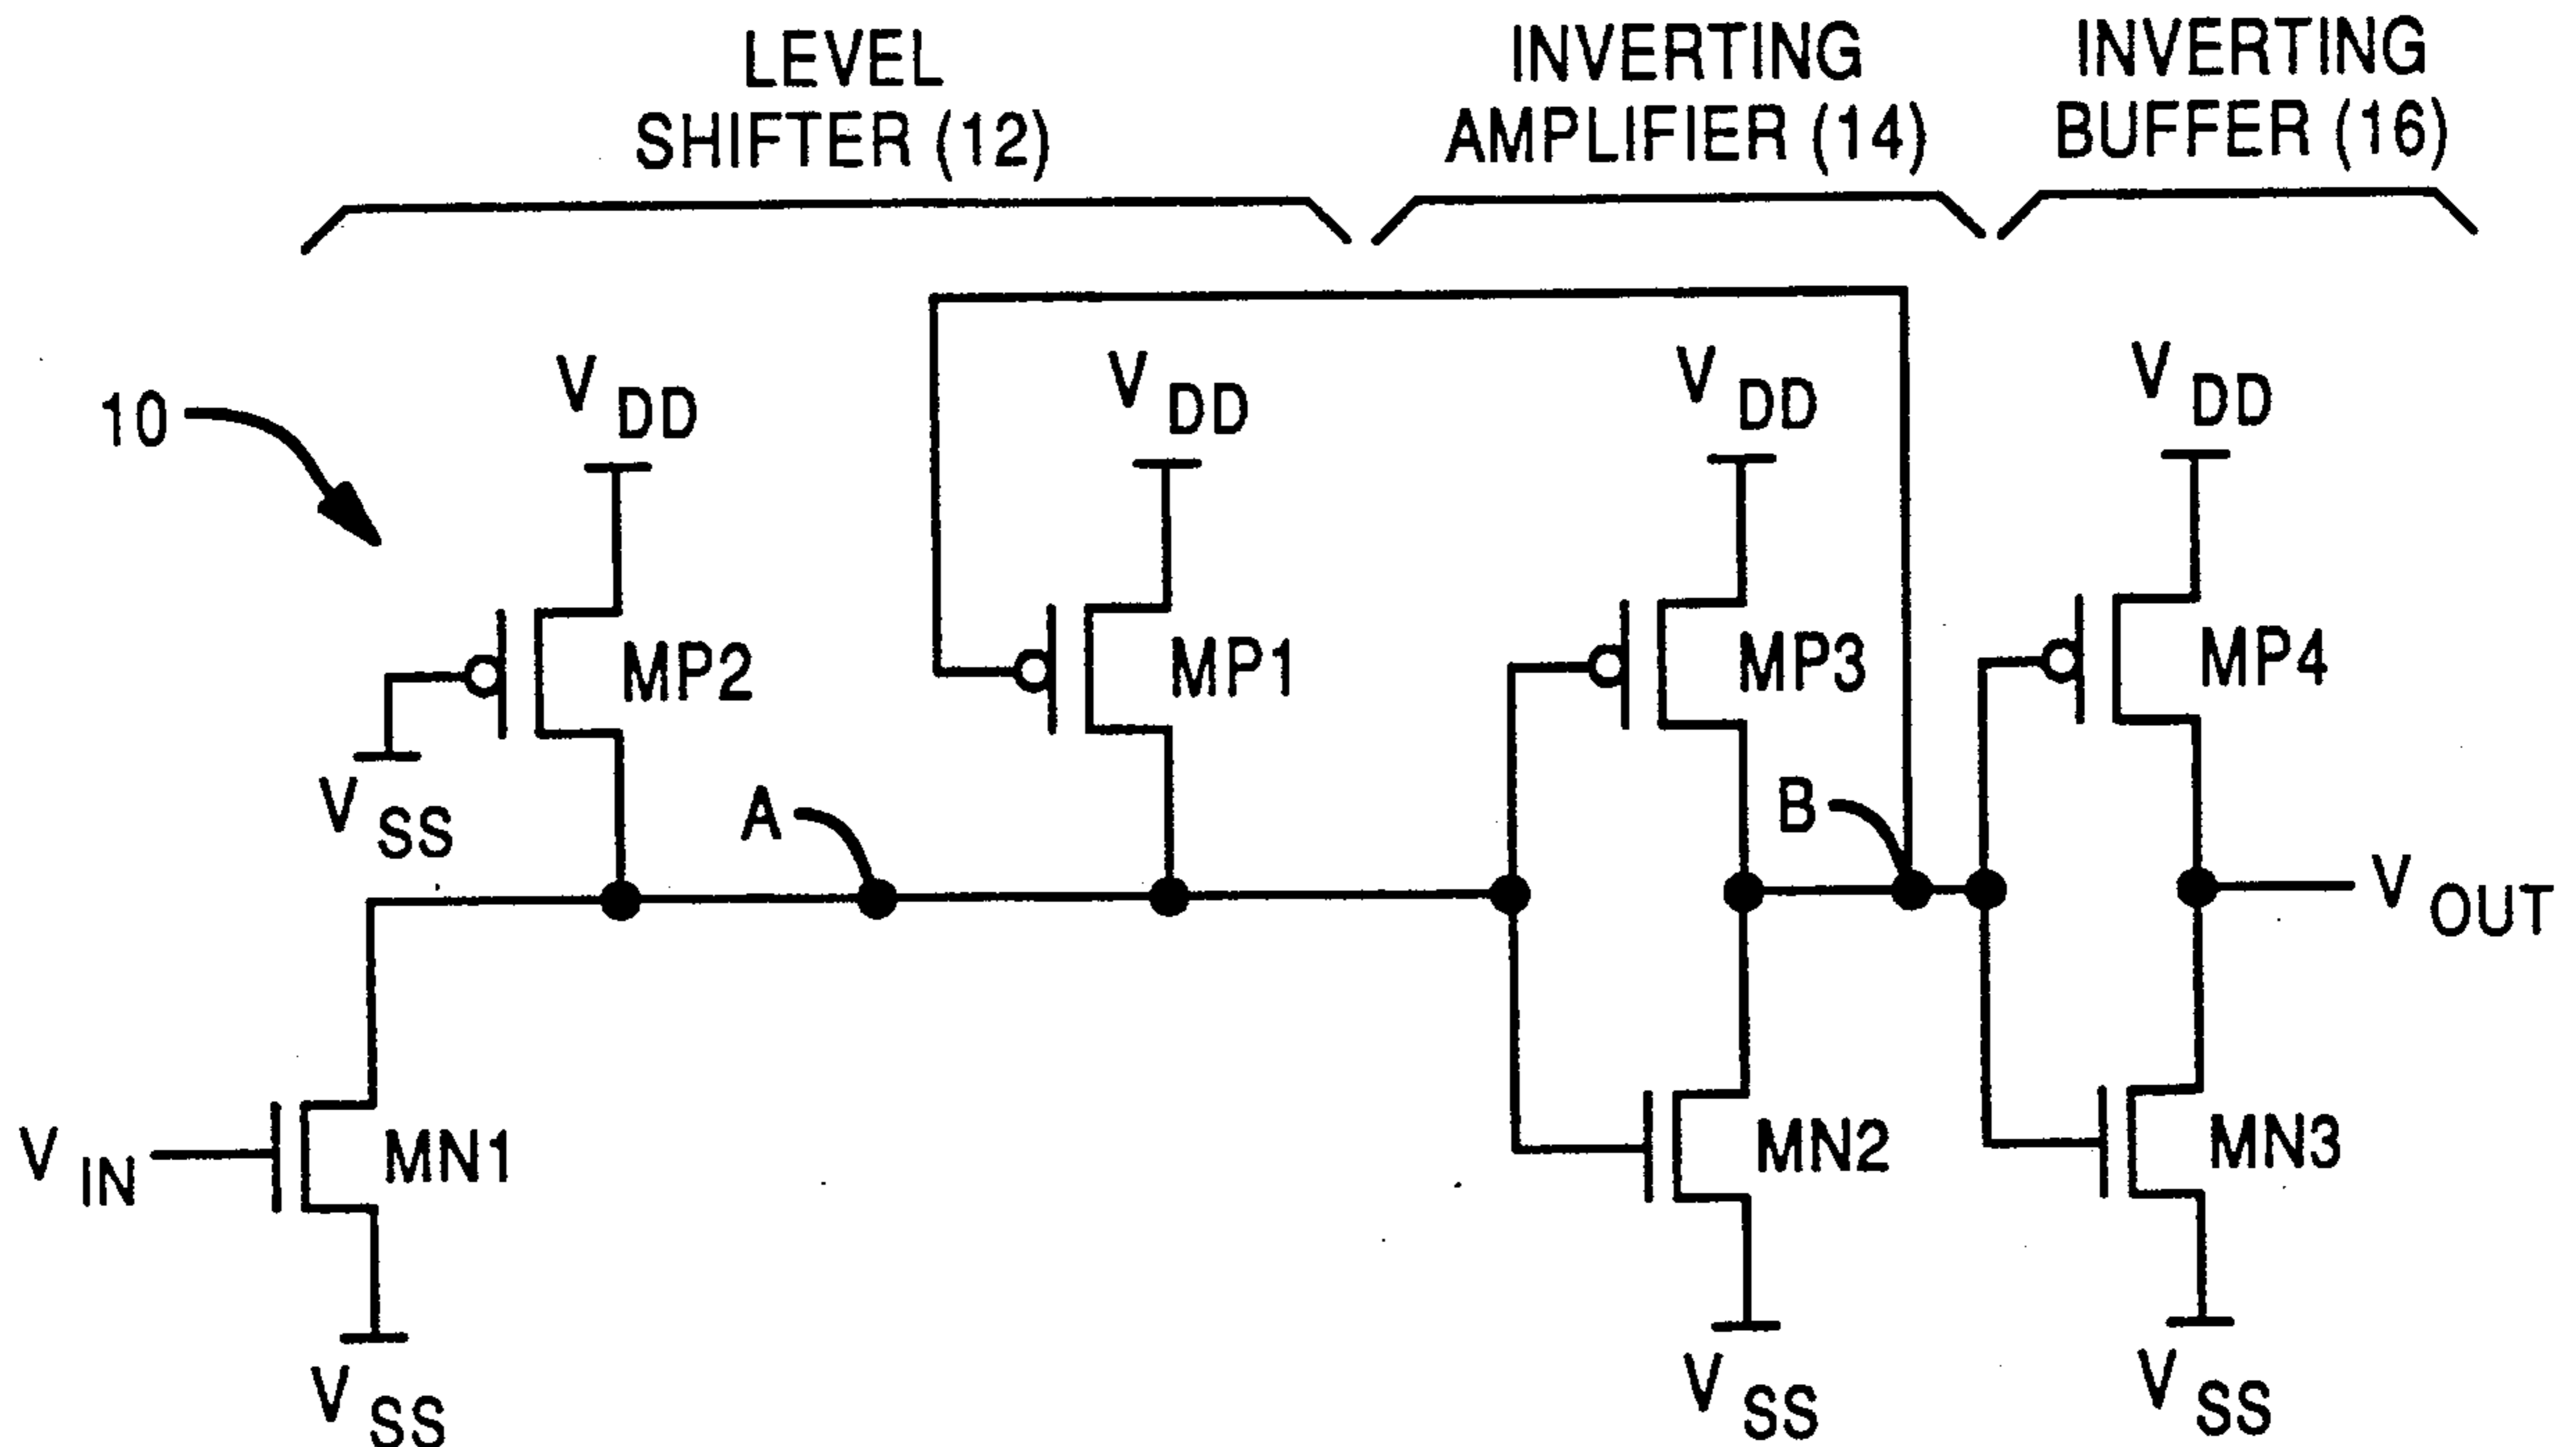 LEVEL
SHIFTER (12)
INVERTING
AMPLIFIER (14)
INVERTING
BUFFER (16)
10
VDD
VDD
VDD
VDD
MP2
MP1
MP3
MP4
VSS
A
B
VOUT
VIN
MN1
MN2
MN3
VSS
VSS
VSS